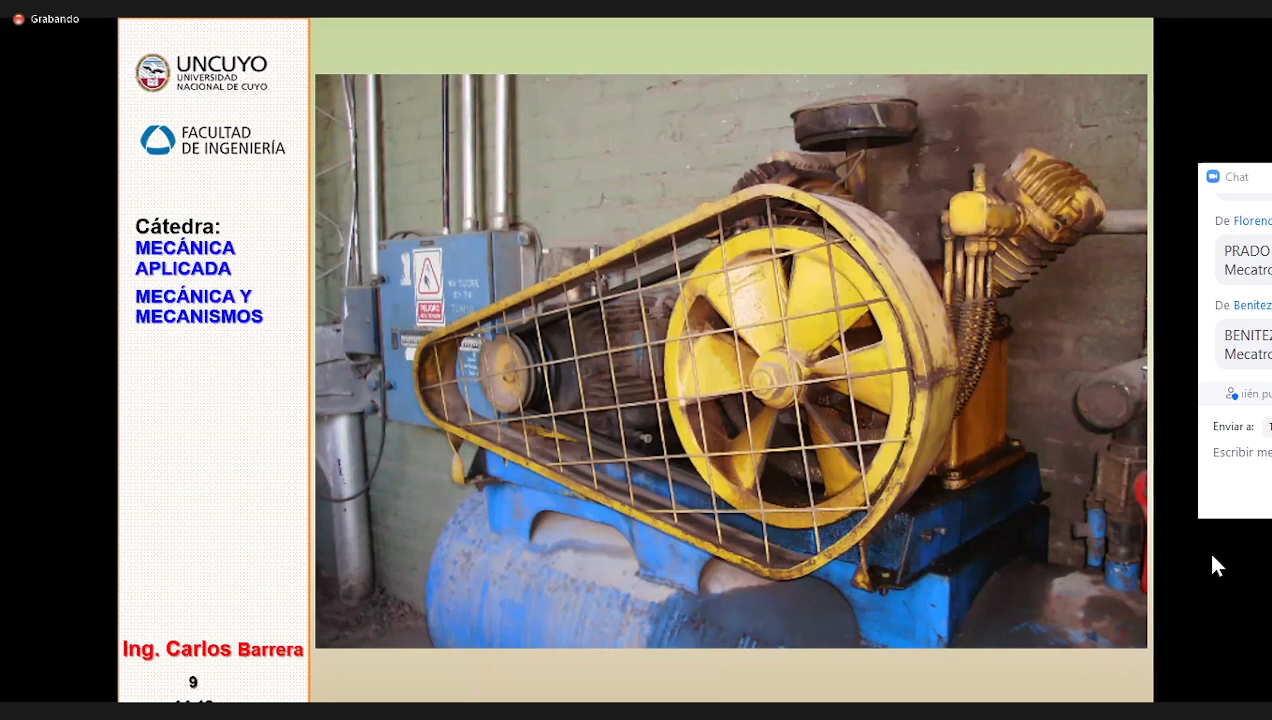 Grabando
UNCUYO
UNIVERSIDAD
NACIONAL DE CUYO
FACULTAD
DE INGENIERÍA
Cátedra:
MECÁNICA
APLICADA
MECÁNICA Y
MECANISMOS
Ing. Carlos Barrera
9
PELIGRO
Chat
De Florenc
PRADO
Mecatro
De Benitez
BENITEZ
Mecatro
Enviar a:
Escribir me